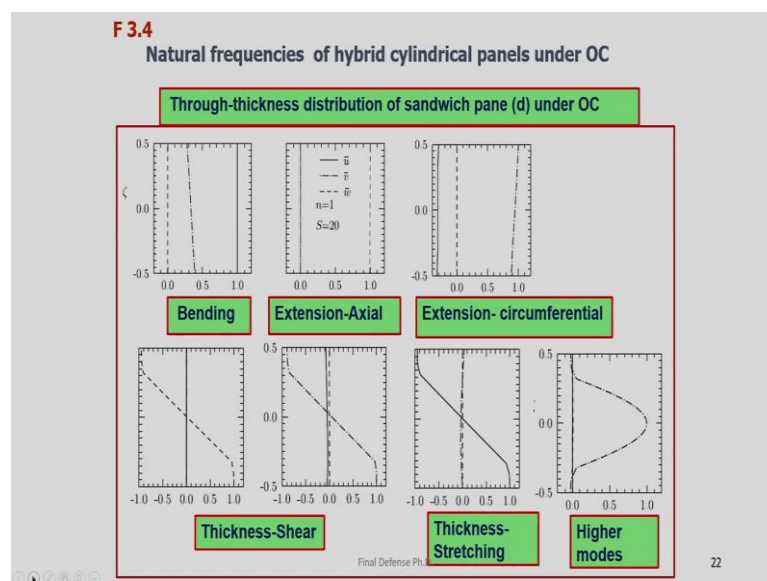 F 3.4
Natural frequencies of hybrid cylindrical panels under OC
Through-thickness distribution of sandwich pane (d) under OC
0.5
0.0
-0.5
ζ
0.0 0.5 1.0
Bending
ū
v̄
w̄
n=1
S=20
0.0 0.5 1.0
Extension-Axial
0.5
0.0
-0.5
0.0 0.5 1.0
Extension- circumferential
-1.0 -0.5 0.0 0.5 1.0
0.5
0.0
-0.5
-1.0 -0.5 0.0 0.5 1.0
Thickness-Shear
-1.0 -0.5 0.0 0.5 1.0
Thickness-
Stretching
0.5
0.0
-0.5
0.0 0.5 1.0
Higher
modes
Final Defense Ph.
22